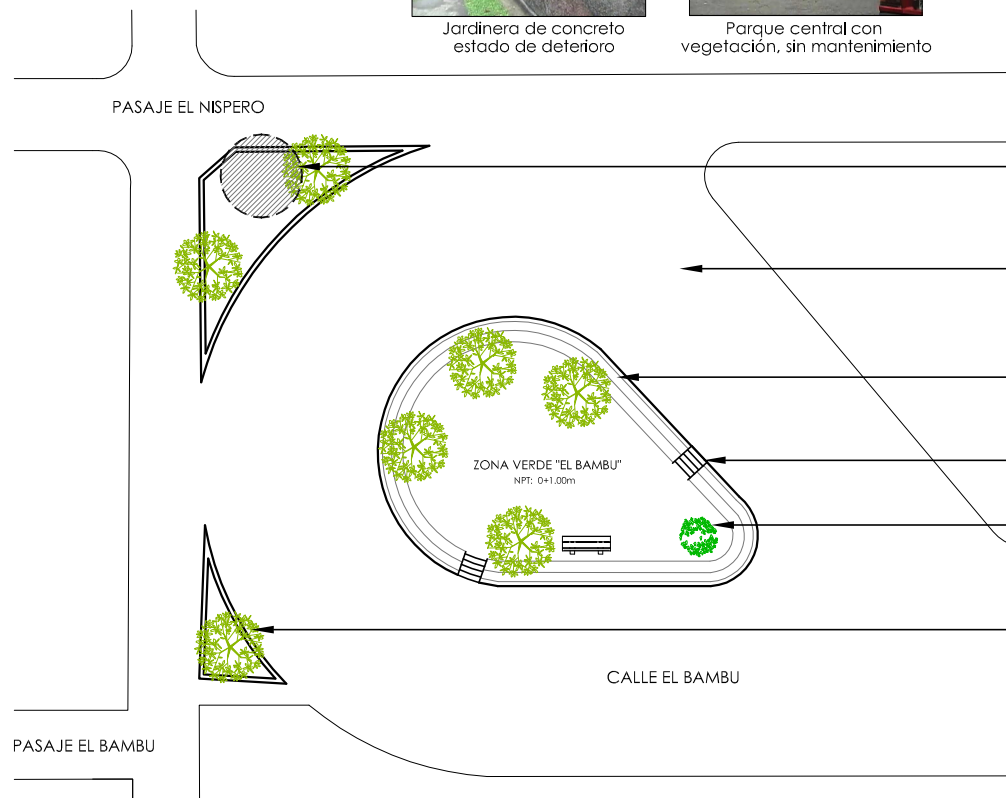 Jardinera de concreto
estado de deterioro
Parque central con
vegetación, sin mantenimiento
PASAJE EL NISPERO
ZONA VERDE "EL BAMBU"
NPT: 0+1.00m
CALLE EL BAMBU
PASAJE EL BAMBU